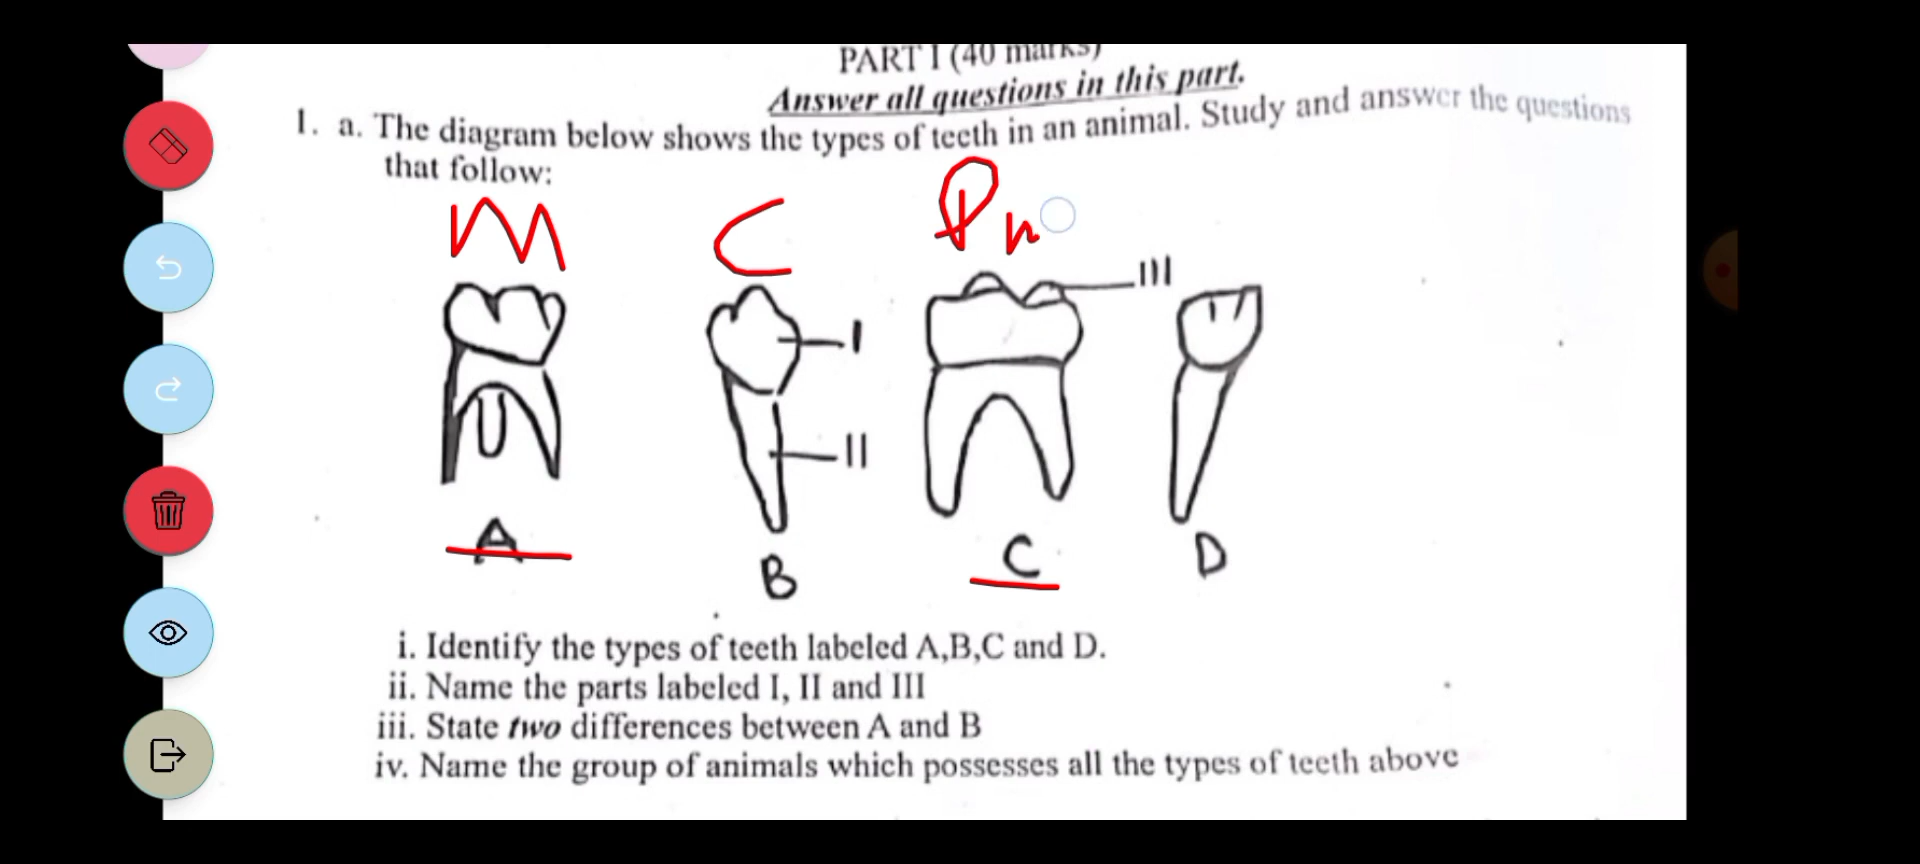 PART I (40 marks)
Answer all questions in this part.
1. a. The diagram below shows the types of teeth in an animal. Study and answer the questions
that follow:
M C Pm
III
I
II
A B C D
i. Identify the types of teeth labeled A,B,C and D.
ii. Name the parts labeled I, II and III
iii. State two differences between A and B
iv. Name the group of animals which possesses all the types of teeth above